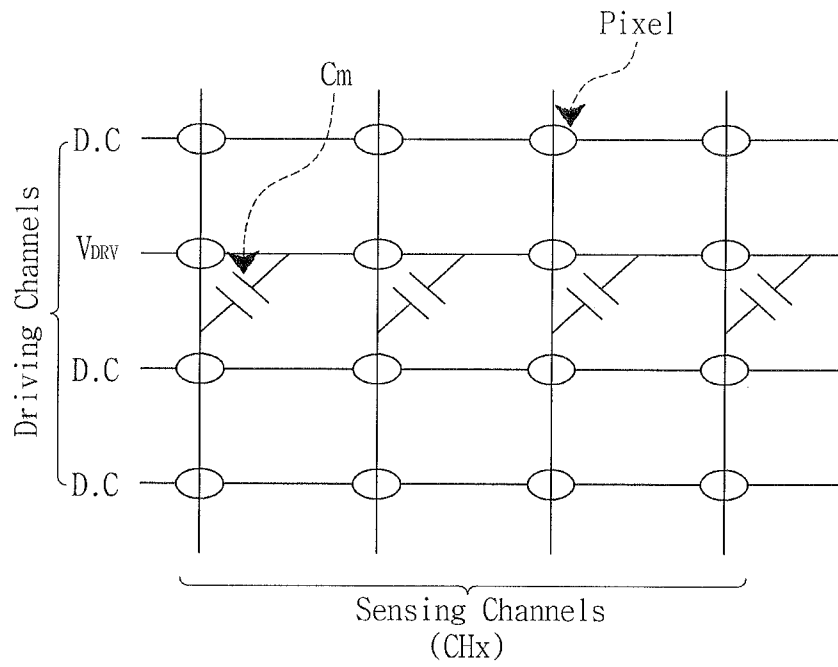 Pixel
Cm
D.C
VDRV
D.C
D.C
Driving Channels
Sensing Channels
(CHx)